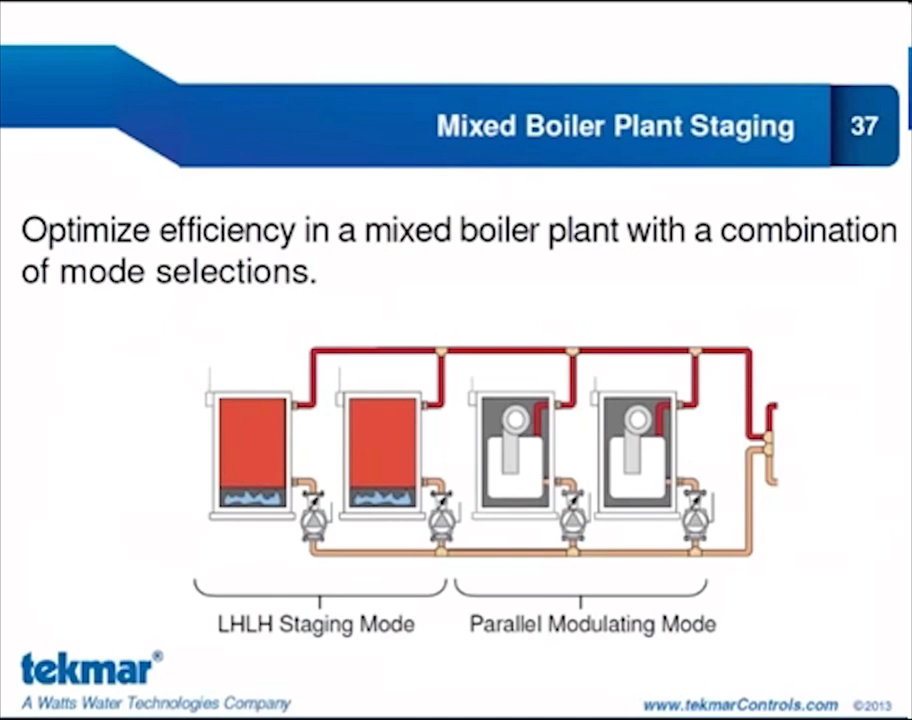 Mixed Boiler Plant Staging 37
Optimize efficiency in a mixed boiler plant with a combination
of mode selections.
LHLH Staging Mode Parallel Modulating Mode
tekmar®
A Watts Water Technologies Company
www.tekmarControls.com ©2013